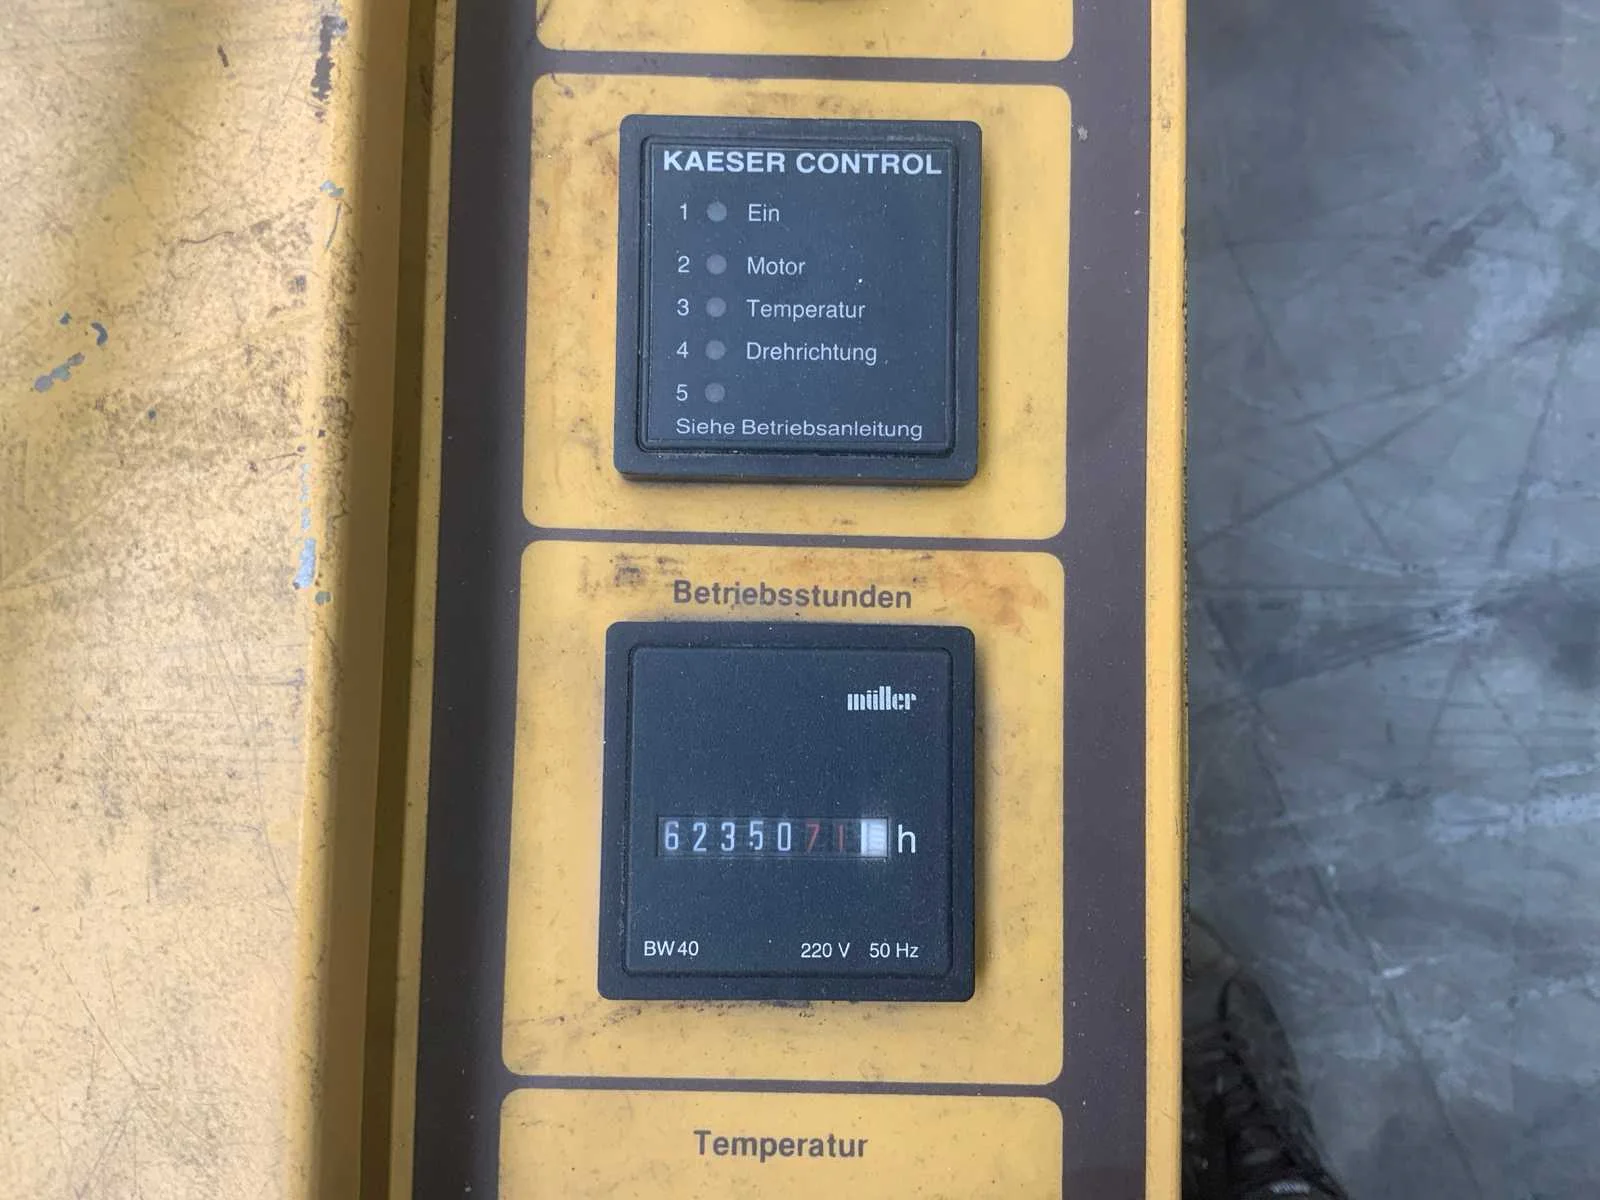 KAESER CONTROL
1 Ein
2 Motor
3 Temperatur
4 Drehrichtung
5
Siehe Betriebsanleitung
Betriebsstunden
müller
6235071 h
BW40 220 V 50 Hz
Temperatur